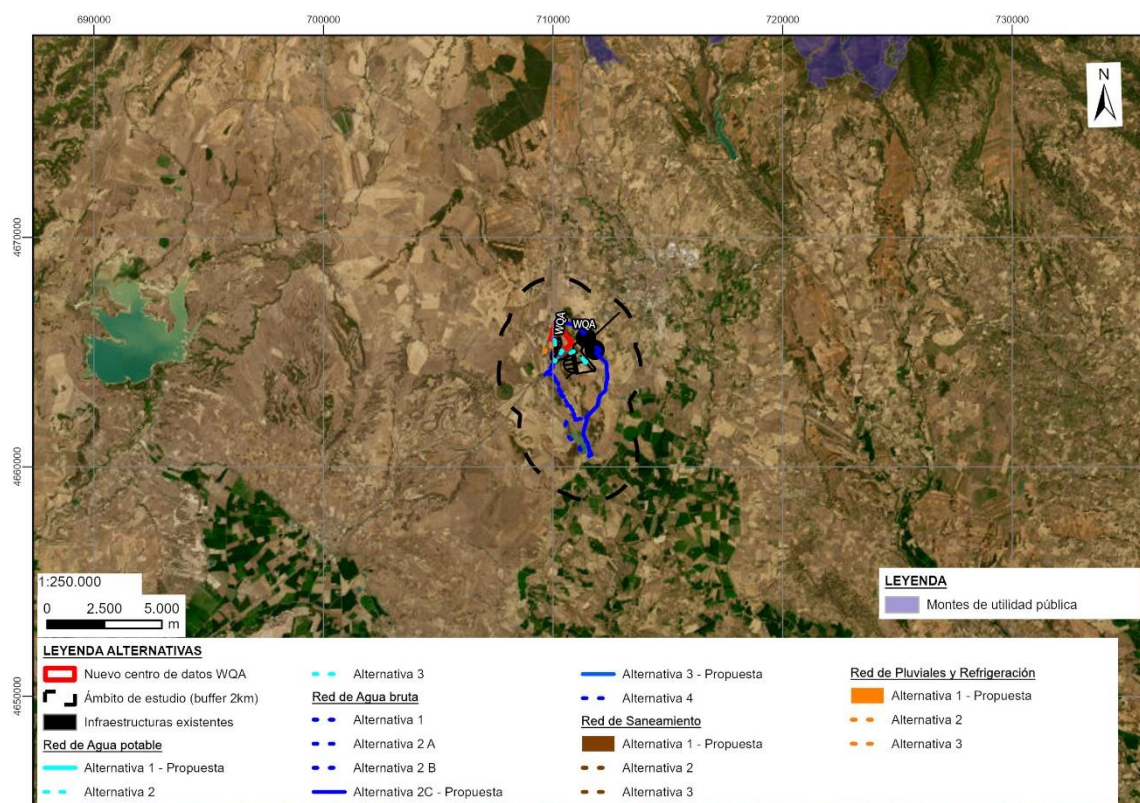 690000
700000
710000
720000
730000
N
4670000
4660000
4650000
WQA
WQA
1:250.000
0 2.500 5.000
m
LEYENDA
Montes de utilidad pública
LEYENDA ALTERNATIVAS
Nuevo centro de datos WQA
Ámbito de estudio (buffer 2km)
Infraestructuras existentes
Red de Agua potable
Alternativa 1 - Propuesta
Alternativa 2
Alternativa 3
Red de Agua bruta
Alternativa 1
Alternativa 2 A
Alternativa 2 B
Alternativa 2C - Propuesta
Alternativa 3 - Propuesta
Alternativa 4
Red de Saneamiento
Alternativa 1 - Propuesta
Alternativa 2
Alternativa 3
Red de Pluviales y Refrigeración
Alternativa 1 - Propuesta
Alternativa 2
Alternativa 3